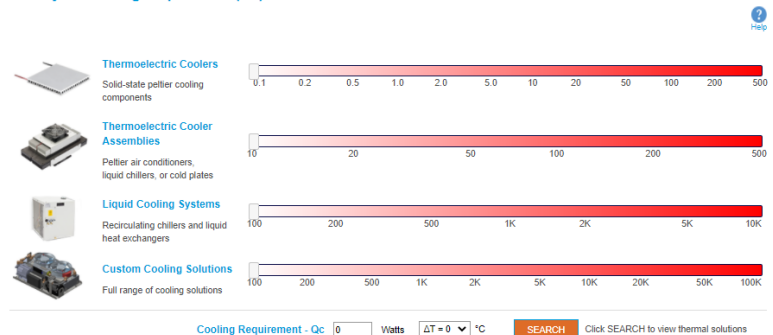 Help
Thermoelectric Coolers
Solid-state peltier cooling
components
0.1 0.2 0.5 1.0 2.0 5.0 10 20 50 100 200 500
Thermoelectric Cooler
Assemblies
Peltier air conditioners,
liquid chillers, or cold plates
10 20 50 100 200 500
Liquid Cooling Systems
Recirculating chillers and liquid
heat exchangers
100 200 500 1K 2K 5K 10K
Custom Cooling Solutions
Full range of cooling solutions
100 200 500 1K 2K 5K 10K 20K 50K 100K
Cooling Requirement - Qc 0 Watts ΔT = 0 °C SEARCH Click SEARCH to view thermal solutions